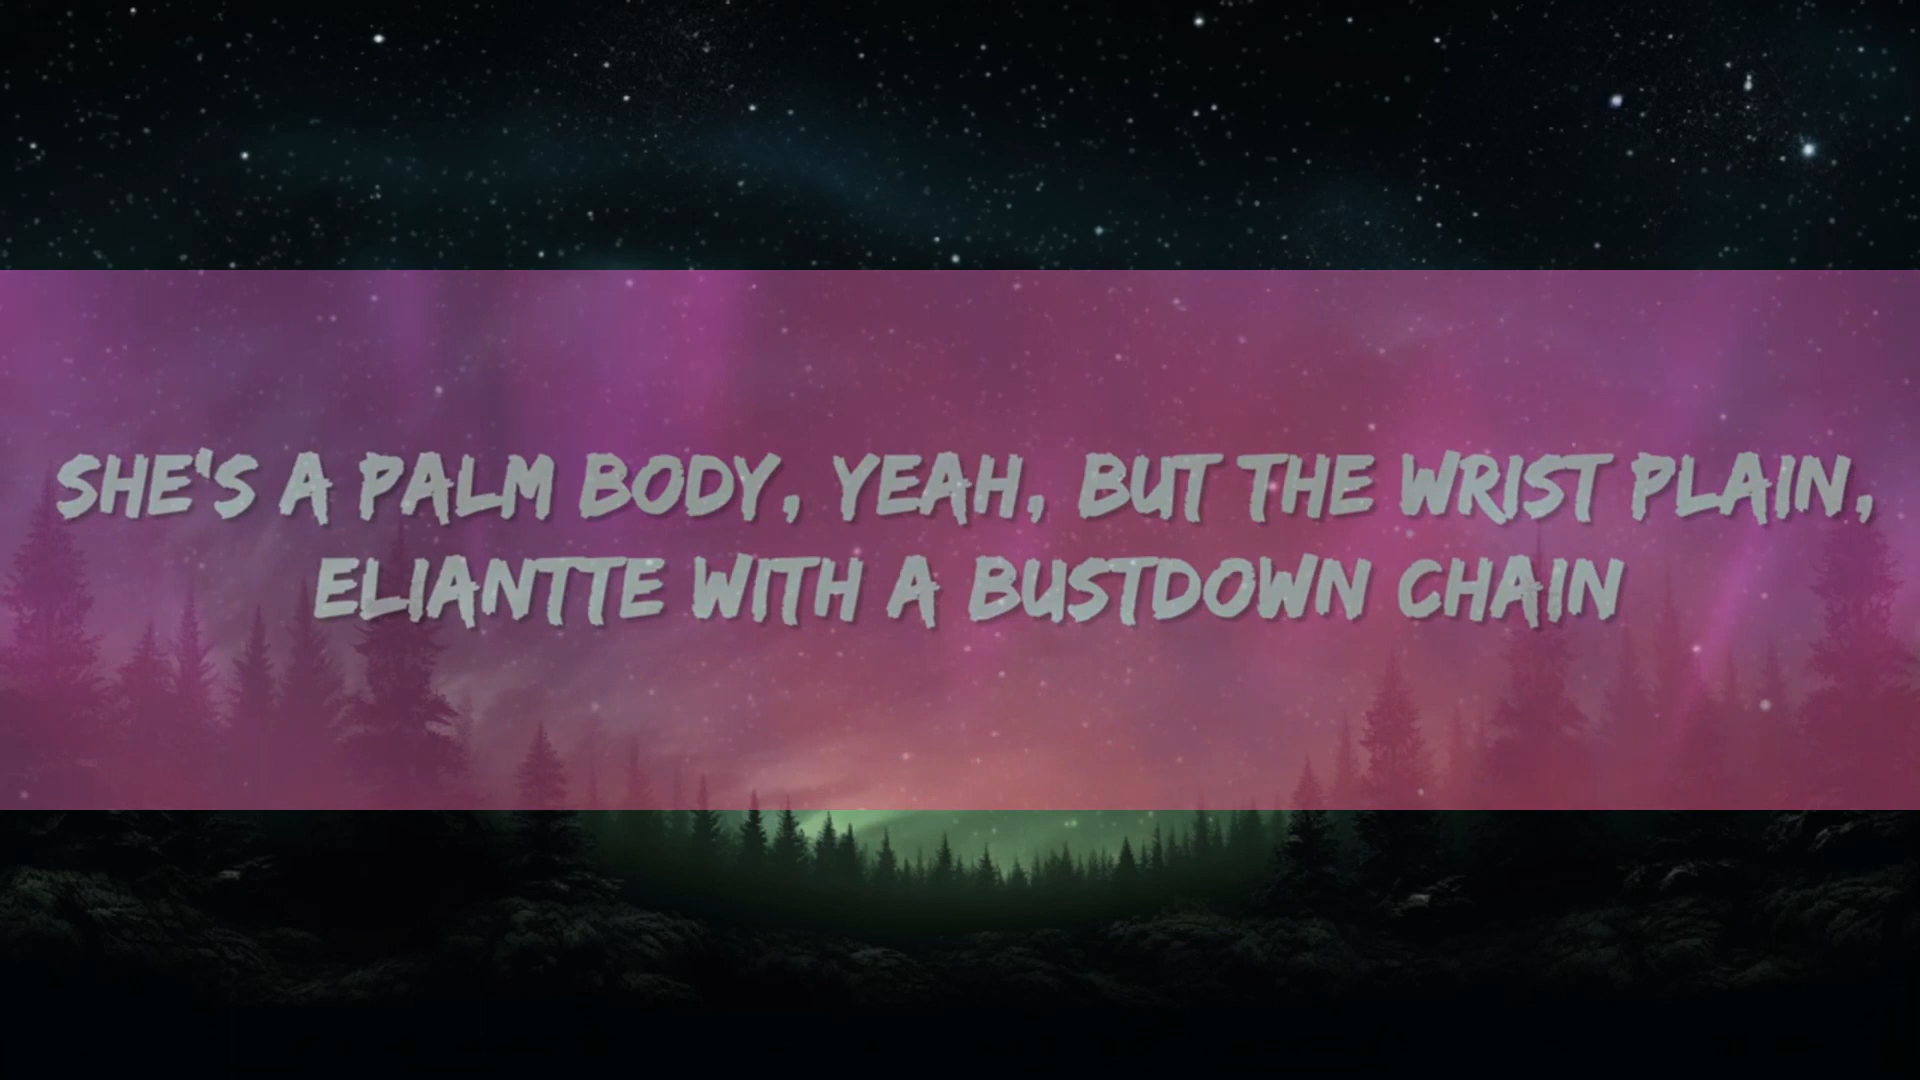 SHE'S A PALM BODY, YEAH, BUT THE WRIST PLAIN,
ELIANTTE WITH A BUSTDOWN CHAIN